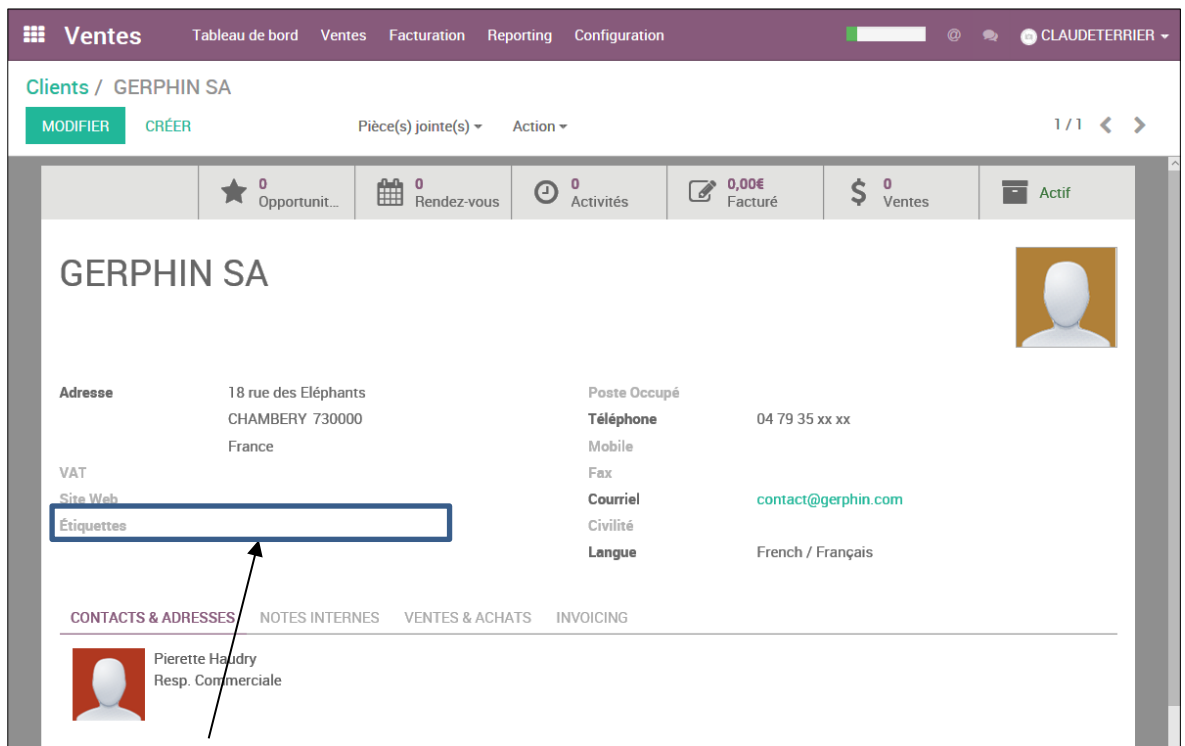 Ventes Tableau de bord Ventes Facturation Reporting Configuration @ CLAUDETERRIER
Clients / GERPHIN SA
MODIFIER CRÉER Pièce(s) jointe(s) Action 1 / 1
0 Opportunit...
0 Rendez-vous
0 Activités
0,00€ Facturé
$ 0 Ventes
Actif
GERPHIN SA
Adresse 18 rue des Eléphants
CHAMBERY 730000
France
VAT
Site Web
Étiquettes
Poste Occupé
Téléphone 04 79 35 xx xx
Mobile
Fax
Courriel contact@gerphin.com
Civilité
Langue French / Français
CONTACTS & ADRESSES NOTES INTERNES VENTES & ACHATS INVOICING
Pierette Haudry
Resp. Commerciale